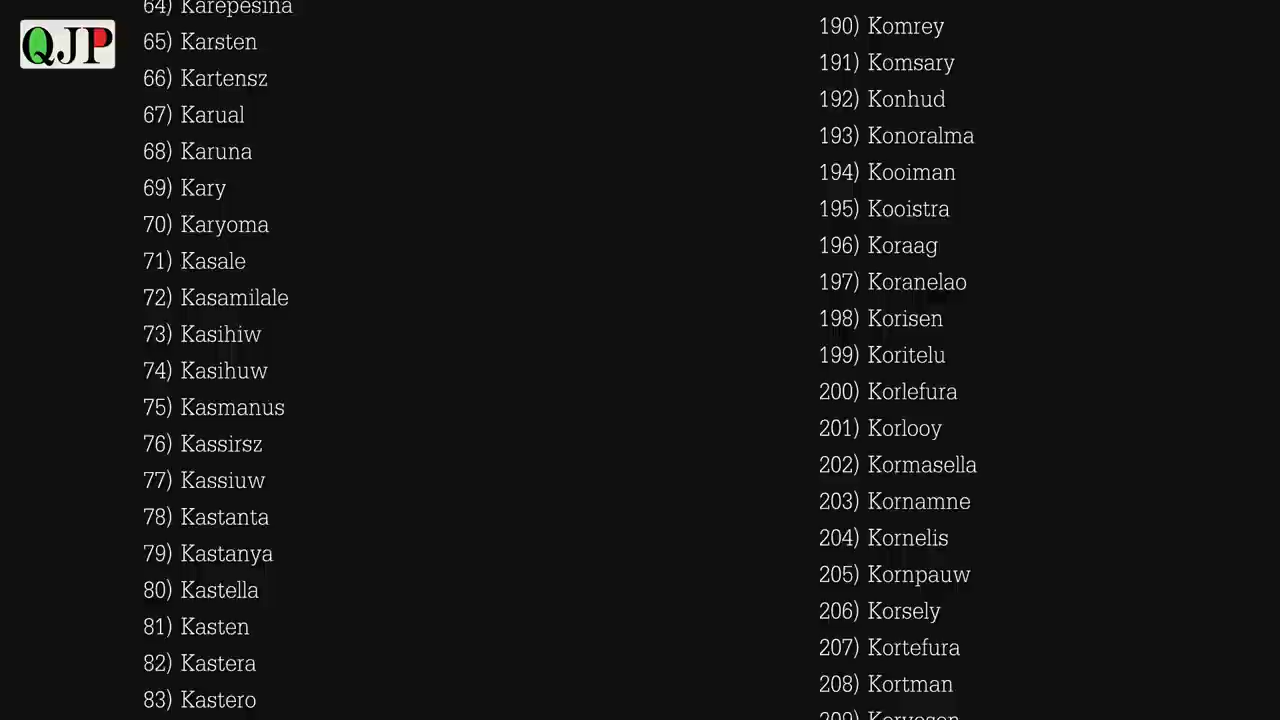 QJP
64) Karepesina
65) Karsten
66) Kartensz
67) Karual
68) Karuna
69) Kary
70) Karyoma
71) Kasale
72) Kasamilale
73) Kasihiw
74) Kasihuw
75) Kasmanus
76) Kassirsz
77) Kassiuw
78) Kastanta
79) Kastanya
80) Kastella
81) Kasten
82) Kastera
83) Kastero
190) Komrey
191) Komsary
192) Konhud
193) Konoralma
194) Kooiman
195) Kooistra
196) Koraag
197) Koranelao
198) Korisen
199) Koritelu
200) Korlefura
201) Korlooy
202) Kormasella
203) Kornamne
204) Kornelis
205) Kornpauw
206) Korsely
207) Kortefura
208) Kortman
209)